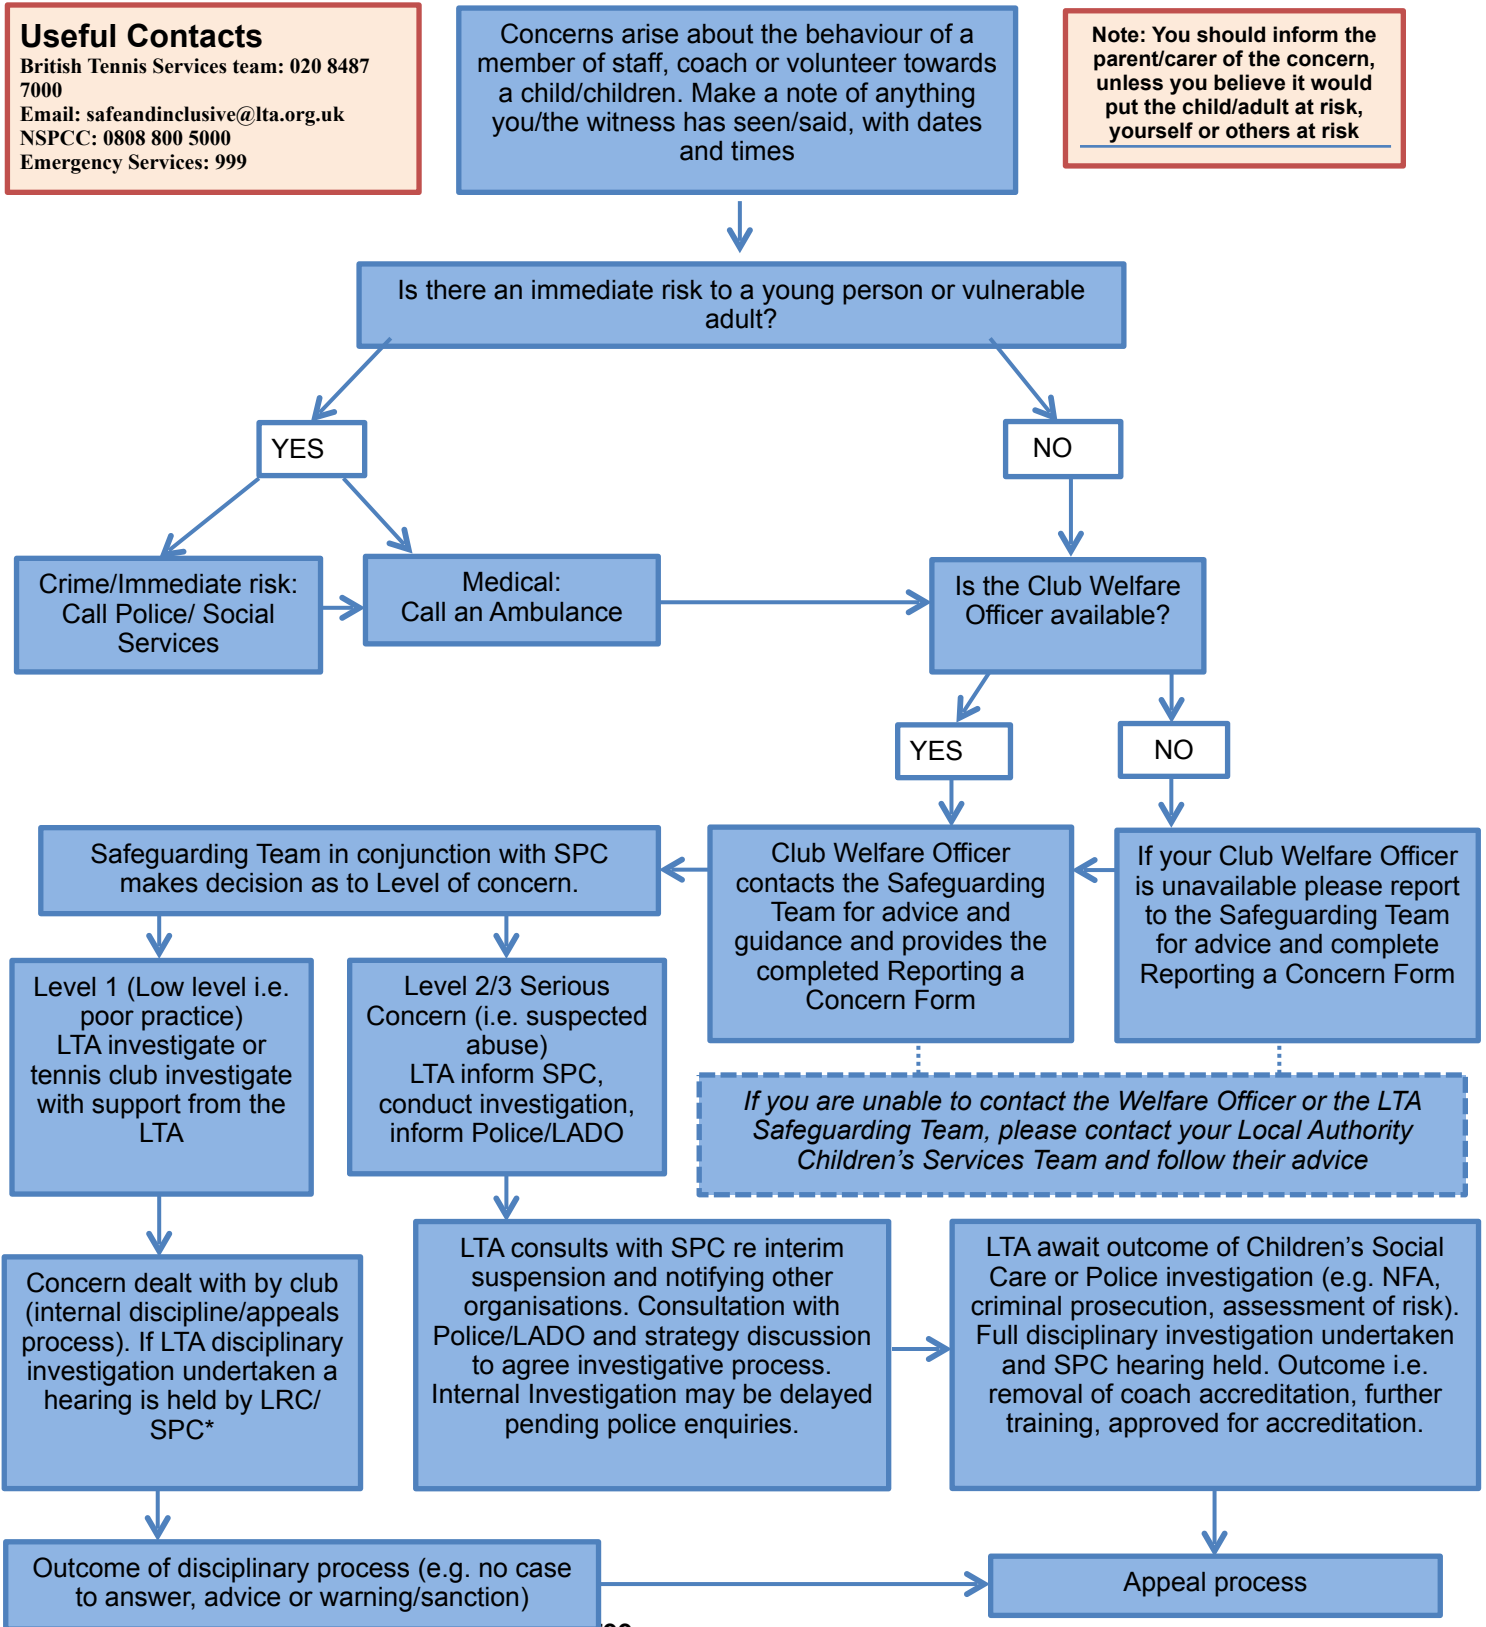 Useful Contacts
British Tennis Services team: 020 8487
7000
Email: safeandinclusive@lta.org.uk
NSPCC: 0808 800 5000
Emergency Services: 999
Concerns arise about the behaviour of a
member of staff, coach or volunteer towards
a child/children. Make a note of anything
you/the witness has seen/said, with dates
and times
Note: You should inform the
parent/carer of the concern,
unless you believe it would
put the child/adult at risk,
yourself or others at risk
Is there an immediate risk to a young person or vulnerable
adult?
YES
NO
Crime/Immediate risk:
Call Police/ Social
Services
Medical:
Call an Ambulance
Is the Club Welfare
Officer available?
YES
NO
Safeguarding Team in conjunction with SPC
makes decision as to Level of concern.
Club Welfare Officer
contacts the Safeguarding
Team for advice and
guidance and provides the
completed Reporting a
Concern Form
If your Club Welfare Officer
is unavailable please report
to the Safeguarding Team
for advice and complete
Reporting a Concern Form
Level 1 (Low level i.e.
poor practice)
LTA investigate or
tennis club investigate
with support from the
LTA
Level 2/3 Serious
Concern (i.e. suspected
abuse)
LTA inform SPC,
conduct investigation,
inform Police/LADO
If you are unable to contact the Welfare Officer or the LTA
Safeguarding Team, please contact your Local Authority
Children's Services Team and follow their advice
Concern dealt with by club
(internal discipline/appeals
process). If LTA disciplinary
investigation undertaken a
hearing is held by LRC/
SPC*
LTA consults with SPC re interim
suspension and notifying other
organisations. Consultation with
Police/LADO and strategy discussion
to agree investigative process.
Internal Investigation may be delayed
pending police enquiries.
LTA await outcome of Children's Social
Care or Police investigation (e.g. NFA,
criminal prosecution, assessment of risk).
Full disciplinary investigation undertaken
and SPC hearing held. Outcome i.e.
removal of coach accreditation, further
training, approved for accreditation.
Outcome of disciplinary process (e.g. no case
to answer, advice or warning/sanction)
Appeal process